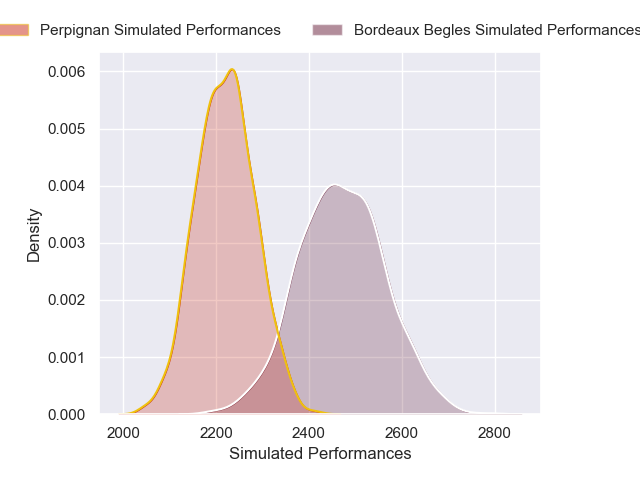 Perpignan Simulated Performances Bordeaux Begles Simulated Performances
0.006
0.005
0.004
0.003
0.002
0.001
0.000
Density
2000 2200 2400 2600 2800
Simulated Performances